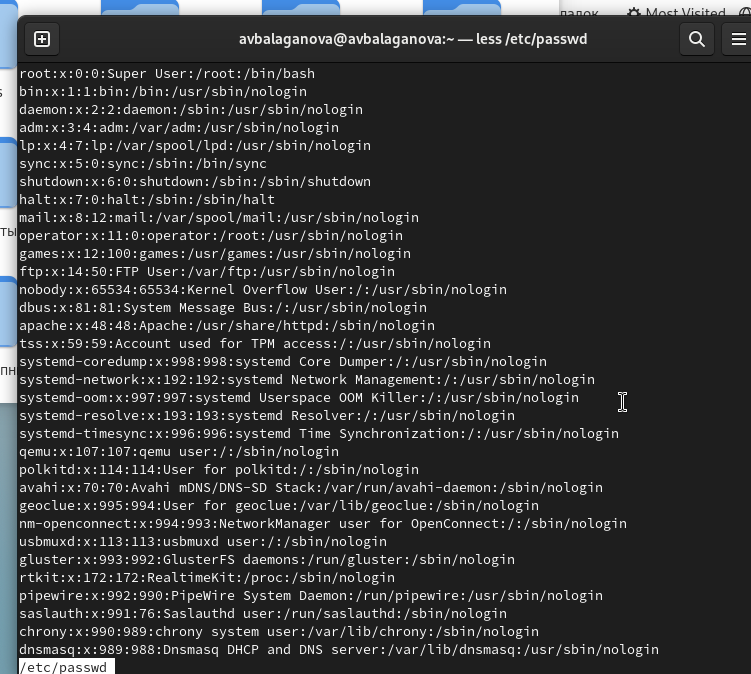 Most Visited
avbalaganova@avbalaganova:~ — less /etc/passwd
root:x:0:0:Super User:/root:/bin/bash
bin:x:1:1:bin:/bin:/usr/sbin/nologin
daemon:x:2:2:daemon:/sbin:/usr/sbin/nologin
adm:x:3:4:adm:/var/adm:/usr/sbin/nologin
lp:x:4:7:lp:/var/spool/lpd:/usr/sbin/nologin
sync:x:5:0:sync:/sbin:/bin/sync
shutdown:x:6:0:shutdown:/sbin:/sbin/shutdown
halt:x:7:0:halt:/sbin:/sbin/halt
mail:x:8:12:mail:/var/spool/mail:/usr/sbin/nologin
operator:x:11:0:operator:/root:/usr/sbin/nologin
games:x:12:100:games:/usr/games:/usr/sbin/nologin
ftp:x:14:50:FTP User:/var/ftp:/usr/sbin/nologin
nobody:x:65534:65534:Kernel Overflow User:/:/usr/sbin/nologin
dbus:x:81:81:System Message Bus:/:/usr/sbin/nologin
apache:x:48:48:Apache:/usr/share/httpd:/sbin/nologin
tss:x:59:59:Account used for TPM access:/:/usr/sbin/nologin
systemd-coredump:x:998:998:systemd Core Dumper:/:/usr/sbin/nologin
systemd-network:x:192:192:systemd Network Management:/:/usr/sbin/nologin
systemd-oom:x:997:997:systemd Userspace OOM Killer:/:/usr/sbin/nologin
systemd-resolve:x:193:193:systemd Resolver:/:/usr/sbin/nologin
systemd-timesync:x:996:996:systemd Time Synchronization:/:/usr/sbin/nologin
qemu:x:107:107:qemu user:/:/sbin/nologin
polkitd:x:114:114:User for polkitd:/:/sbin/nologin
avahi:x:70:70:Avahi mDNS/DNS-SD Stack:/var/run/avahi-daemon:/sbin/nologin
geoclue:x:995:994:User for geoclue:/var/lib/geoclue:/sbin/nologin
nm-openconnect:x:994:993:NetworkManager user for OpenConnect:/:/sbin/nologin
usbmuxd:x:113:113:usbmuxd user:/:/sbin/nologin
gluster:x:993:992:GlusterFS daemons:/run/gluster:/sbin/nologin
rtkit:x:172:172:RealtimeKit:/proc:/sbin/nologin
pipewire:x:992:990:PipeWire System Daemon:/run/pipewire:/usr/sbin/nologin
saslauth:x:991:76:Saslauthd user:/run/saslauthd:/sbin/nologin
chrony:x:990:989:chrony system user:/var/lib/chrony:/sbin/nologin
dnsmasq:x:989:988:Dnsmasq DHCP and DNS server:/var/lib/dnsmasq:/usr/sbin/nologin
/etc/passwd